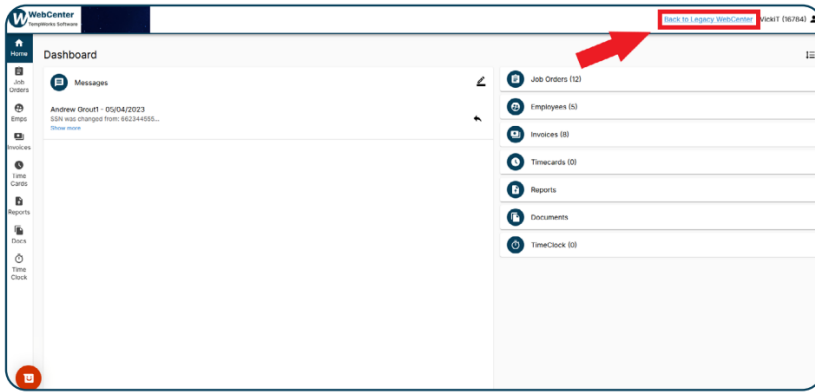 WebCenter
TempWorks Software
Back to Legacy WebCenter
VickiT (16784)
Home
Job
Orders
Emps
Invoices
Time
Cards
Reports
Docs
Time
Clock
Dashboard
Messages
Andrew Grout1 - 05/04/2023
SSN was changed from: 662344555...
Show more
Job Orders (12)
Employees (5)
Invoices (8)
Timecards (0)
Reports
Documents
TimeClock (0)